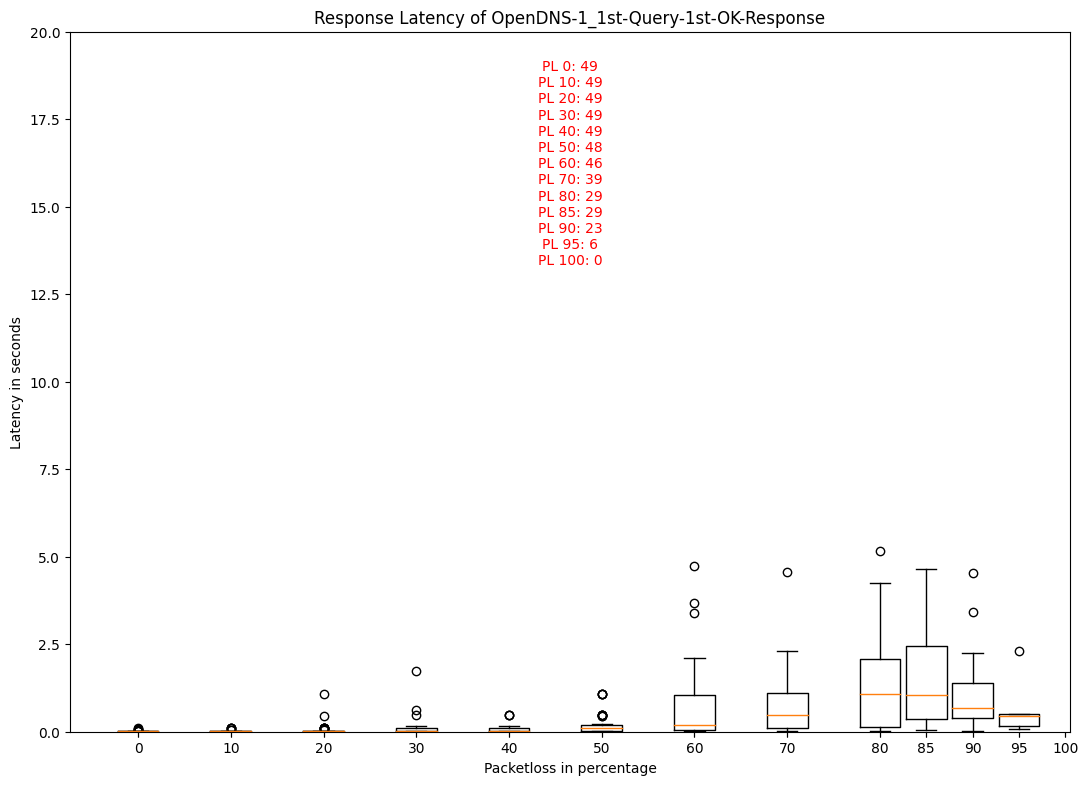 Response Latency of OpenDNS-1_1st-Query-1st-OK-Response
20.0
17.5
15.0
12.5
10.0
7.5
5.0
2.5
0.0
Latency in seconds
PL 0: 49
PL 10: 49
PL 20: 49
PL 30: 49
PL 40: 49
PL 50: 48
PL 60: 46
PL 70: 39
PL 80: 29
PL 85: 29
PL 90: 23
PL 95: 6
PL 100: 0
0 10 20 30 40 50 60 70 80 85 90 95 100
Packetloss in percentage